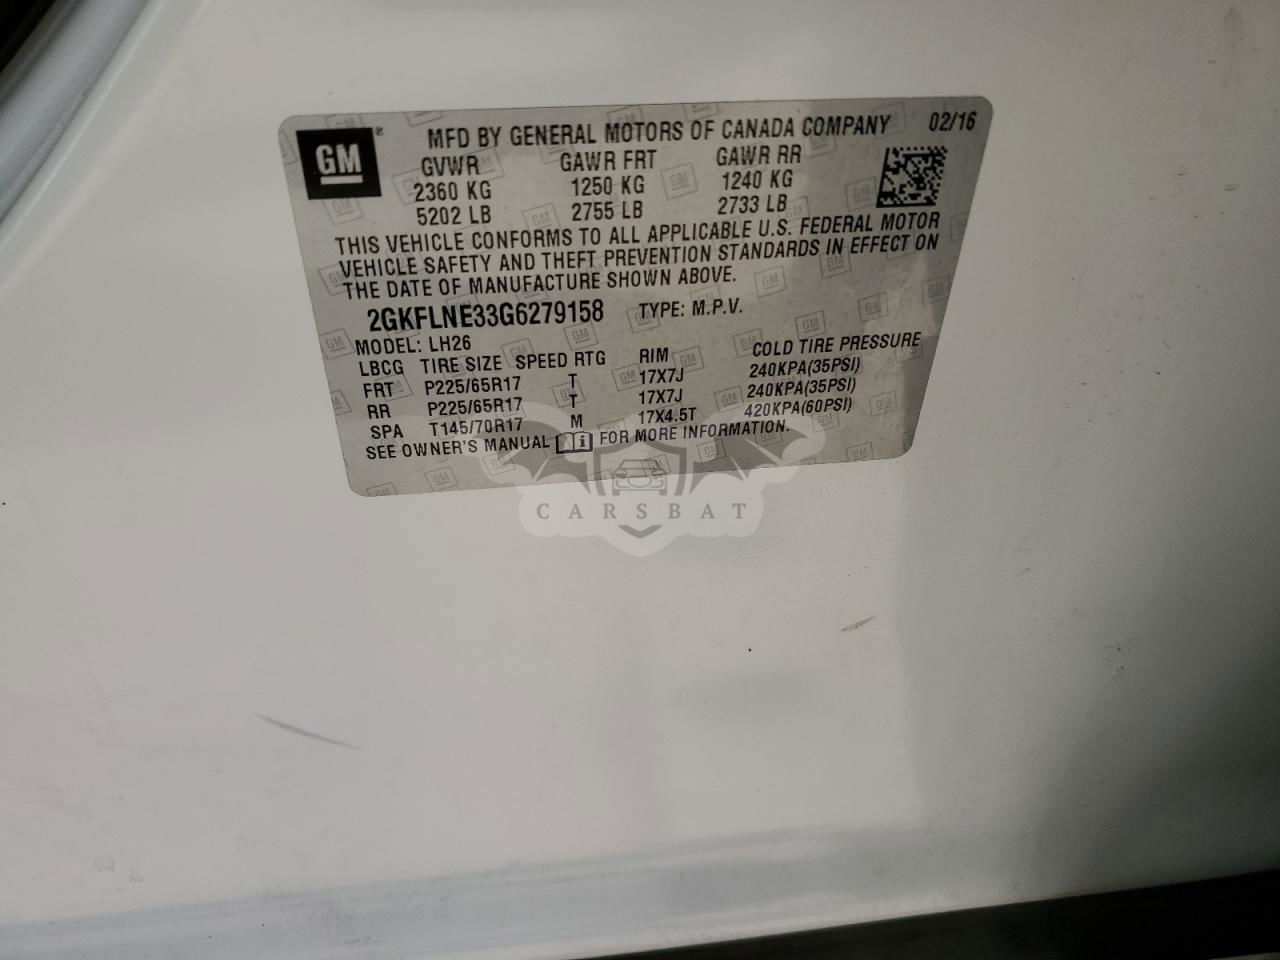 GM ®
MFD BY GENERAL MOTORS OF CANADA COMPANY 02/16
GVWR GAWR FRT GAWR RR
2360 KG 1250 KG 1240 KG
5202 LB 2755 LB 2733 LB
THIS VEHICLE CONFORMS TO ALL APPLICABLE U.S. FEDERAL MOTOR
VEHICLE SAFETY AND THEFT PREVENTION STANDARDS IN EFFECT ON
THE DATE OF MANUFACTURE SHOWN ABOVE.
2GKFLNE33G6279158 TYPE: M.P.V.
MODEL: LH26
LBCG TIRE SIZE SPEED RTG RIM COLD TIRE PRESSURE
FRT P225/65R17 T 17X7J 240KPA(35PSI)
RR P225/65R17 T 17X7J 240KPA(35PSI)
SPA T145/70R17 M 17X4.5T 420KPA(60PSI)
SEE OWNER'S MANUAL i FOR MORE INFORMATION.
CARSBAT